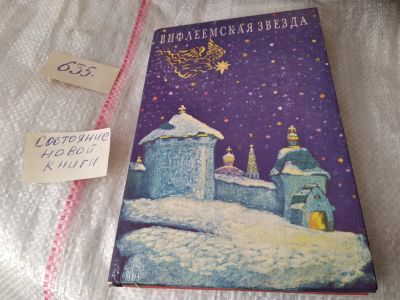 ВИФЛЕЕМСКАЯ ЗВЕЗДА
635.
СОСТОЯНИЕ
НОВОЙ
КНИГИ